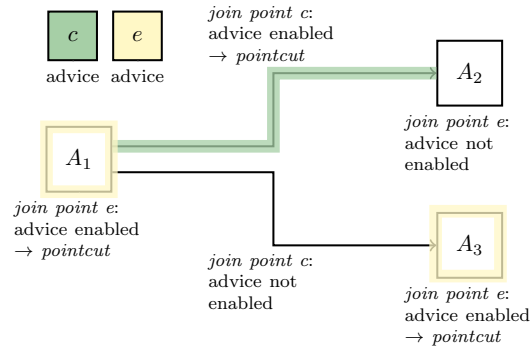 c
e
advice
advice
join point c:
advice enabled
→ pointcut
A2
join point e:
advice not
enabled
A1
join point e:
advice enabled
→ pointcut
join point c:
advice not
enabled
A3
join point e:
advice enabled
→ pointcut